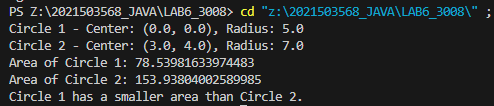 PS Z:\2021503568_JAVA\LAB6_3008> cd "z:\2021503568_JAVA\LAB6_3008\" ;
Circle 1 - Center: (0.0, 0.0), Radius: 5.0
Circle 2 - Center: (3.0, 4.0), Radius: 7.0
Area of Circle 1: 78.53981633974483
Area of Circle 2: 153.93804002589985
Circle 1 has a smaller area than Circle 2.